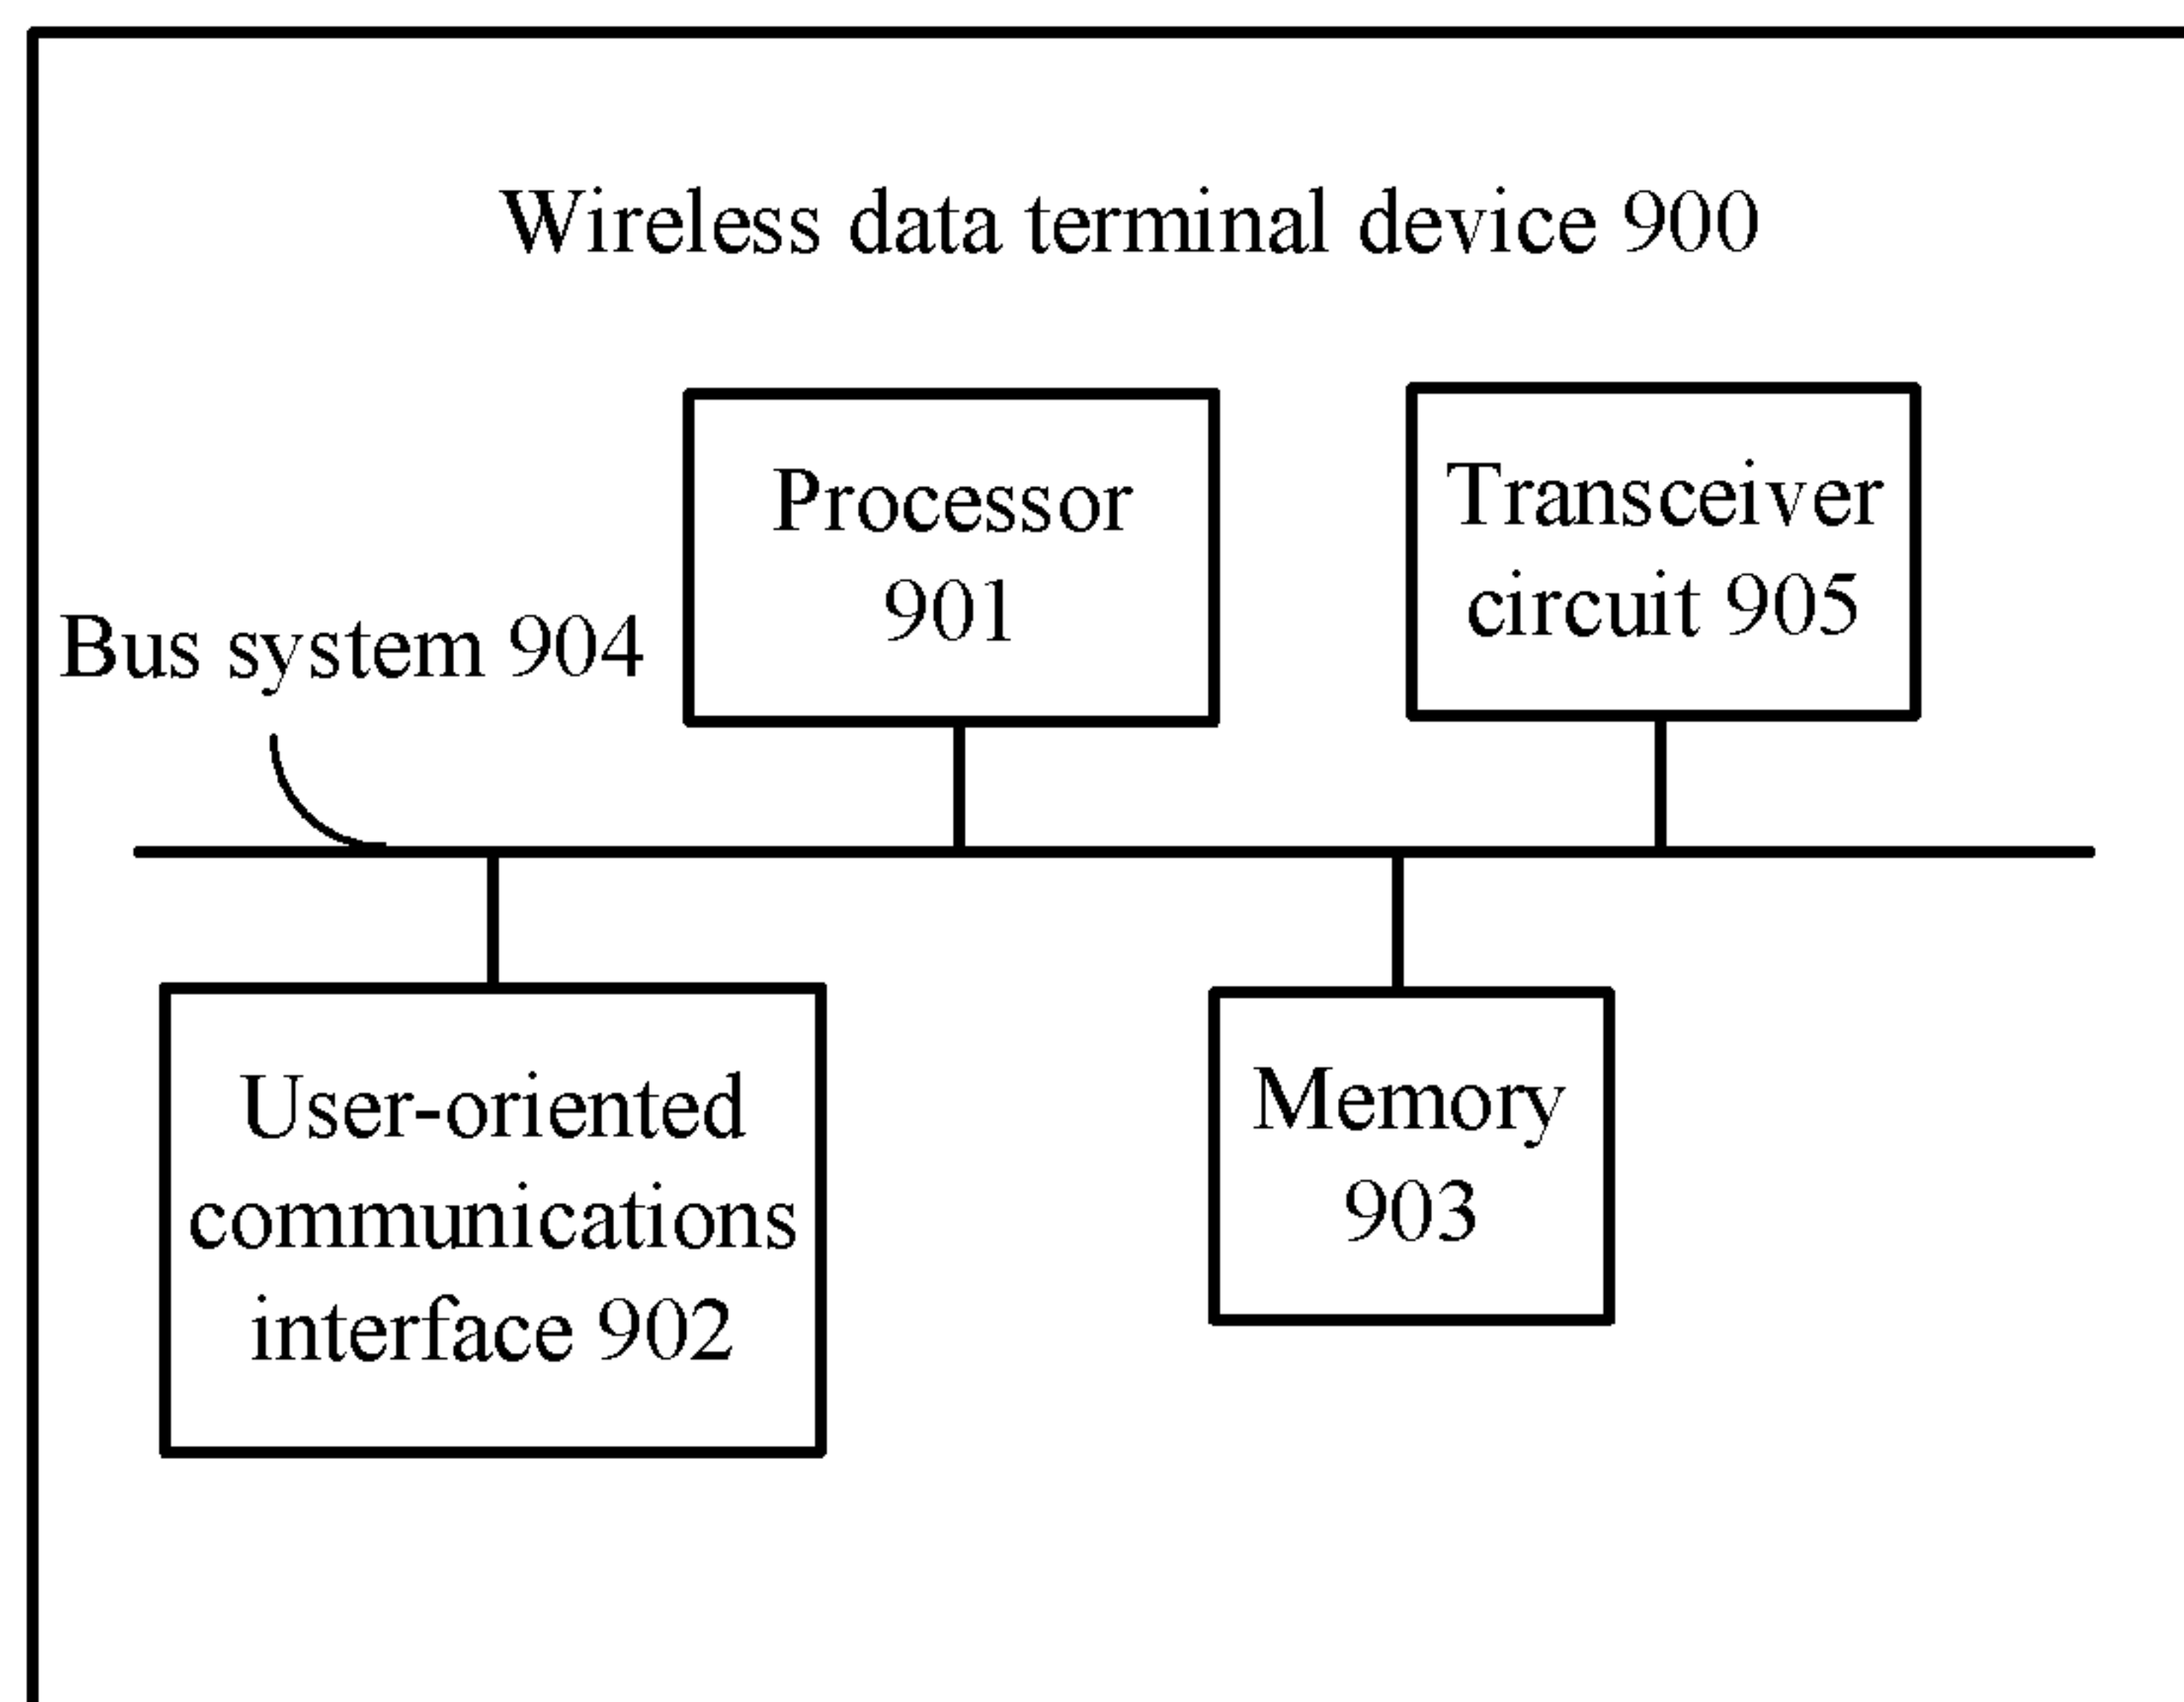 Wireless data terminal device 900
Processor
901
Transceiver
circuit 905
Bus system 904
User-oriented
communications
interface 902
Memory
903